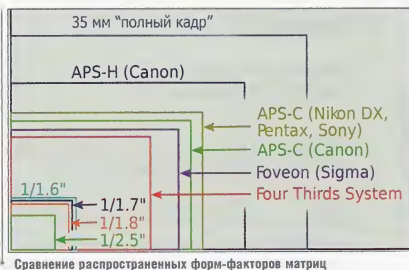 35 мм “полный кадр”
APS-H (Canon)
APS-C (Nikon DX,
Pentax, Sony)
APS-C (Canon)
Foveon (Sigma)
Four Thirds System
1/1.6"
1/1.7"
1/1.8"
1/2.5"
Сравнение распространенных форм-факторов матриц